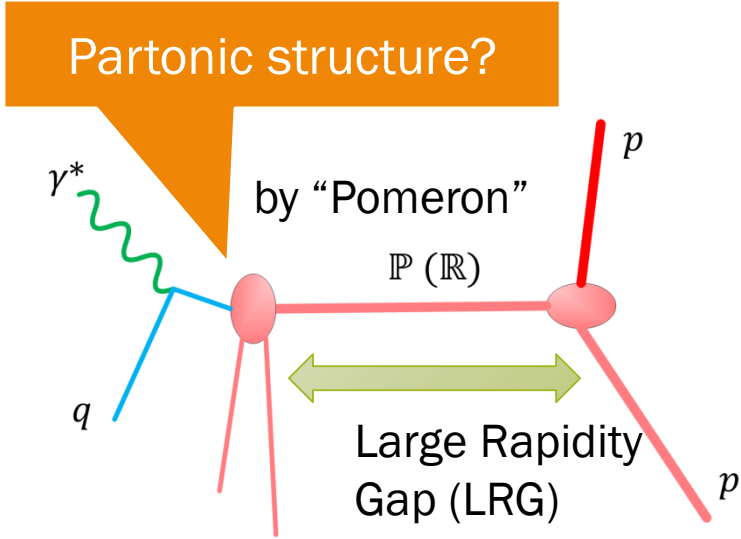 Partonic structure?
γ*
by “Pomeron”
p
ℙ (ℝ)
q
Large Rapidity
Gap (LRG)
p